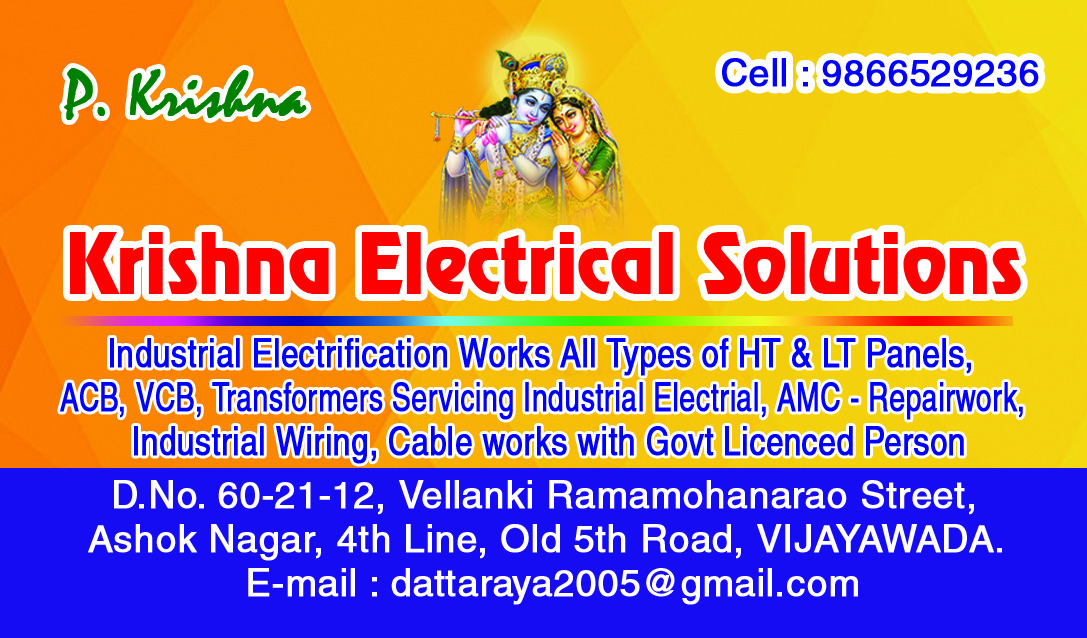 P. Krishna
Cell : 9866529236
Krishna Electrical Solutions
Industrial Electrification Works All Types of HT & LT Panels,
ACB, VCB, Transformers Servicing Industrial Electrial, AMC - Repairwork,
Industrial Wiring, Cable works with Govt Licenced Person
D.No. 60-21-12, Vellanki Ramamohanarao Street,
Ashok Nagar, 4th Line, Old 5th Road, VIJAYAWADA.
E-mail : dattaraya2005@gmail.com